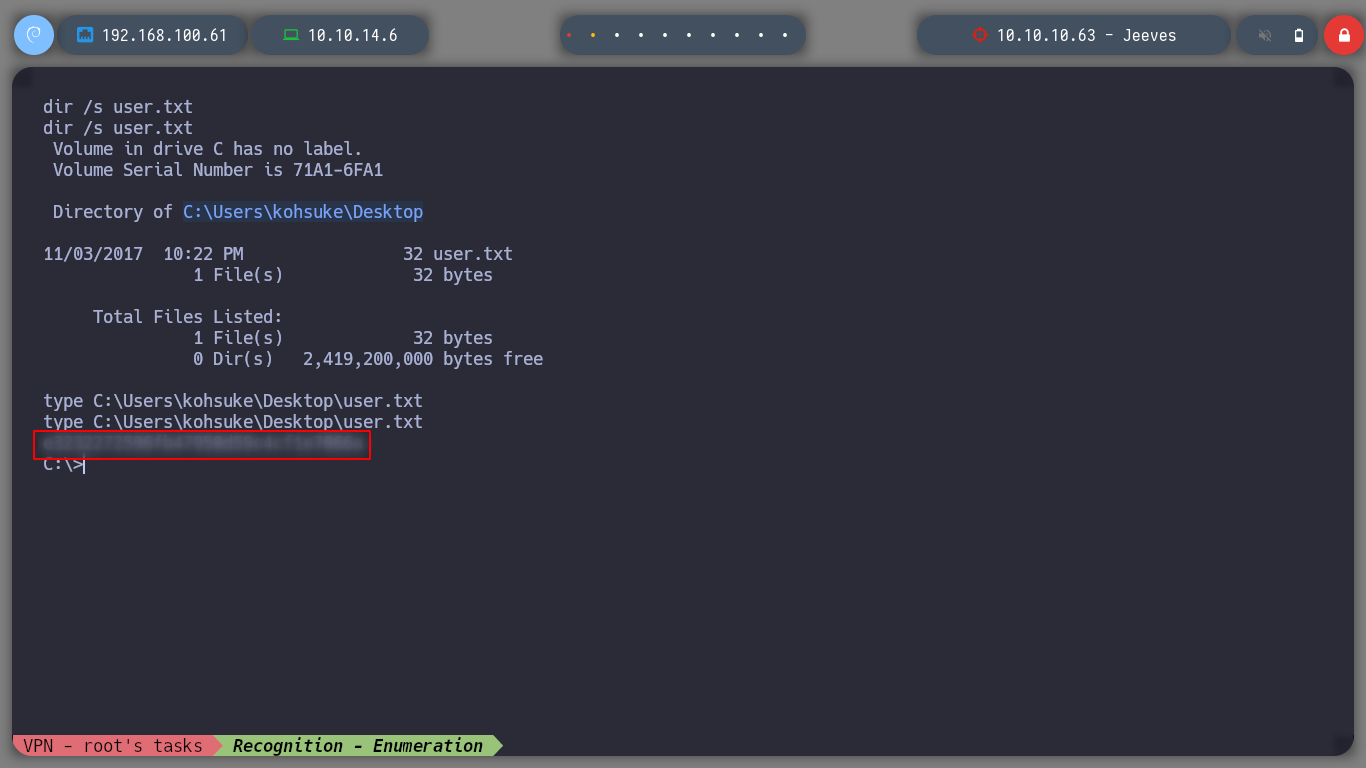 192.168.100.61 10.10.14.6 10.10.10.63 - Jeeves
dir /s user.txt
dir /s user.txt
Volume in drive C has no label.
Volume Serial Number is 71A1-6FA1
Directory of C:\Users\kohsuke\Desktop
11/03/2017  10:22 PM                32 user.txt
1 File(s)             32 bytes
Total Files Listed:
1 File(s)             32 bytes
0 Dir(s)   2,419,200,000 bytes free
type C:\Users\kohsuke\Desktop\user.txt
type C:\Users\kohsuke\Desktop\user.txt
C:\>
VPN - root's tasks Recognition - Enumeration